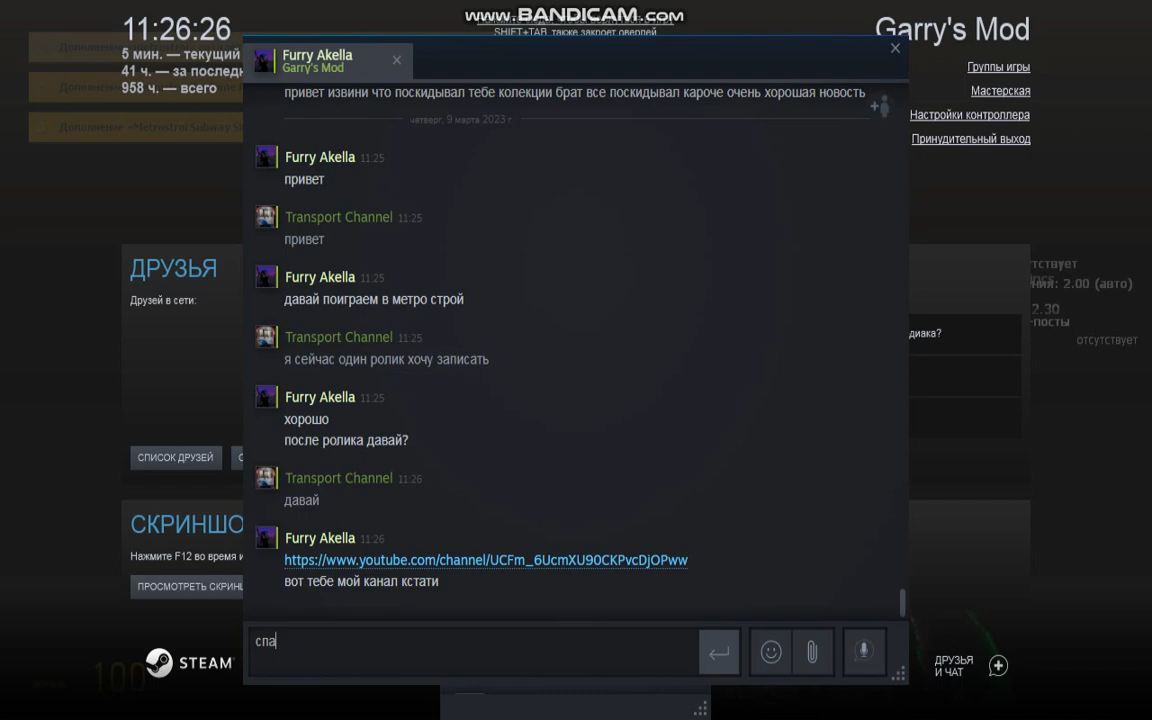 www.BANDICAM.com
SHIFT+TAB, также закроет оверлей.
11:26:26
5 мин. — текущий
41 ч. — за последн
958 ч. — всего
Garry's Mod
Группы игры
Мастерская
Настройки контроллера
Принудительный выход
Furry Akella
Garry's Mod
привет извини что поскидывал тебе колекции брат все поскидывал кароче очень хорошая новость
четверг, 9 марта 2023 г.
Furry Akella 11:25
привет
Transport Channel 11:25
привет
Furry Akella 11:25
давай поиграем в метро строй
Transport Channel 11:25
я сейчас один ролик хочу записать
Furry Akella 11:25
хорошо
после ролика давай?
Transport Channel 11:26
давай
Furry Akella 11:26
https://www.youtube.com/channel/UCFm_6UcmXU90CKPvcDjOPww
вот тебе мой канал кстати
спа
ДРУЗЬЯ
Друзей в сети:
СПИСОК ДРУЗЕЙ
СКРИНШО
Нажмите F12 во время и
ПРОСМОТРЕТЬ СКРИН
тствует
ния: 2.00 (авто)
2.30
-посты
диака?
отсутствует
STEAM
100
ДРУЗЬЯ
И ЧАТ